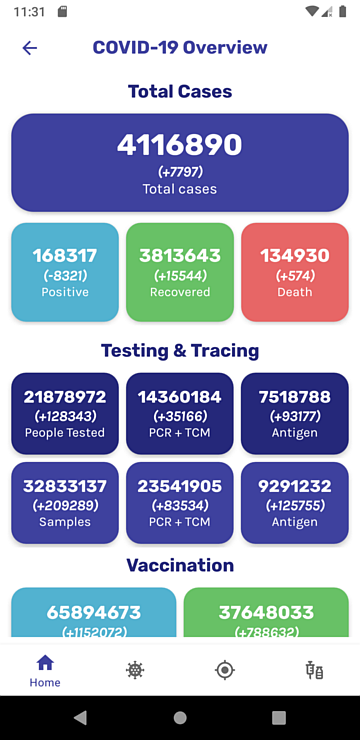 11:31
COVID-19 Overview
Total Cases
4116890
(+7797)
Total cases
168317
(-8321)
Positive
3813643
(+15544)
Recovered
134930
(+574)
Death
Testing & Tracing
21878972
(+128343)
People Tested
14360184
(+35166)
PCR + TCM
7518788
(+93177)
Antigen
32833137
(+209289)
Samples
23541905
(+83534)
PCR + TCM
9291232
(+125755)
Antigen
Vaccination
65894673
(+1152072)
37648033
(+788632)
Home